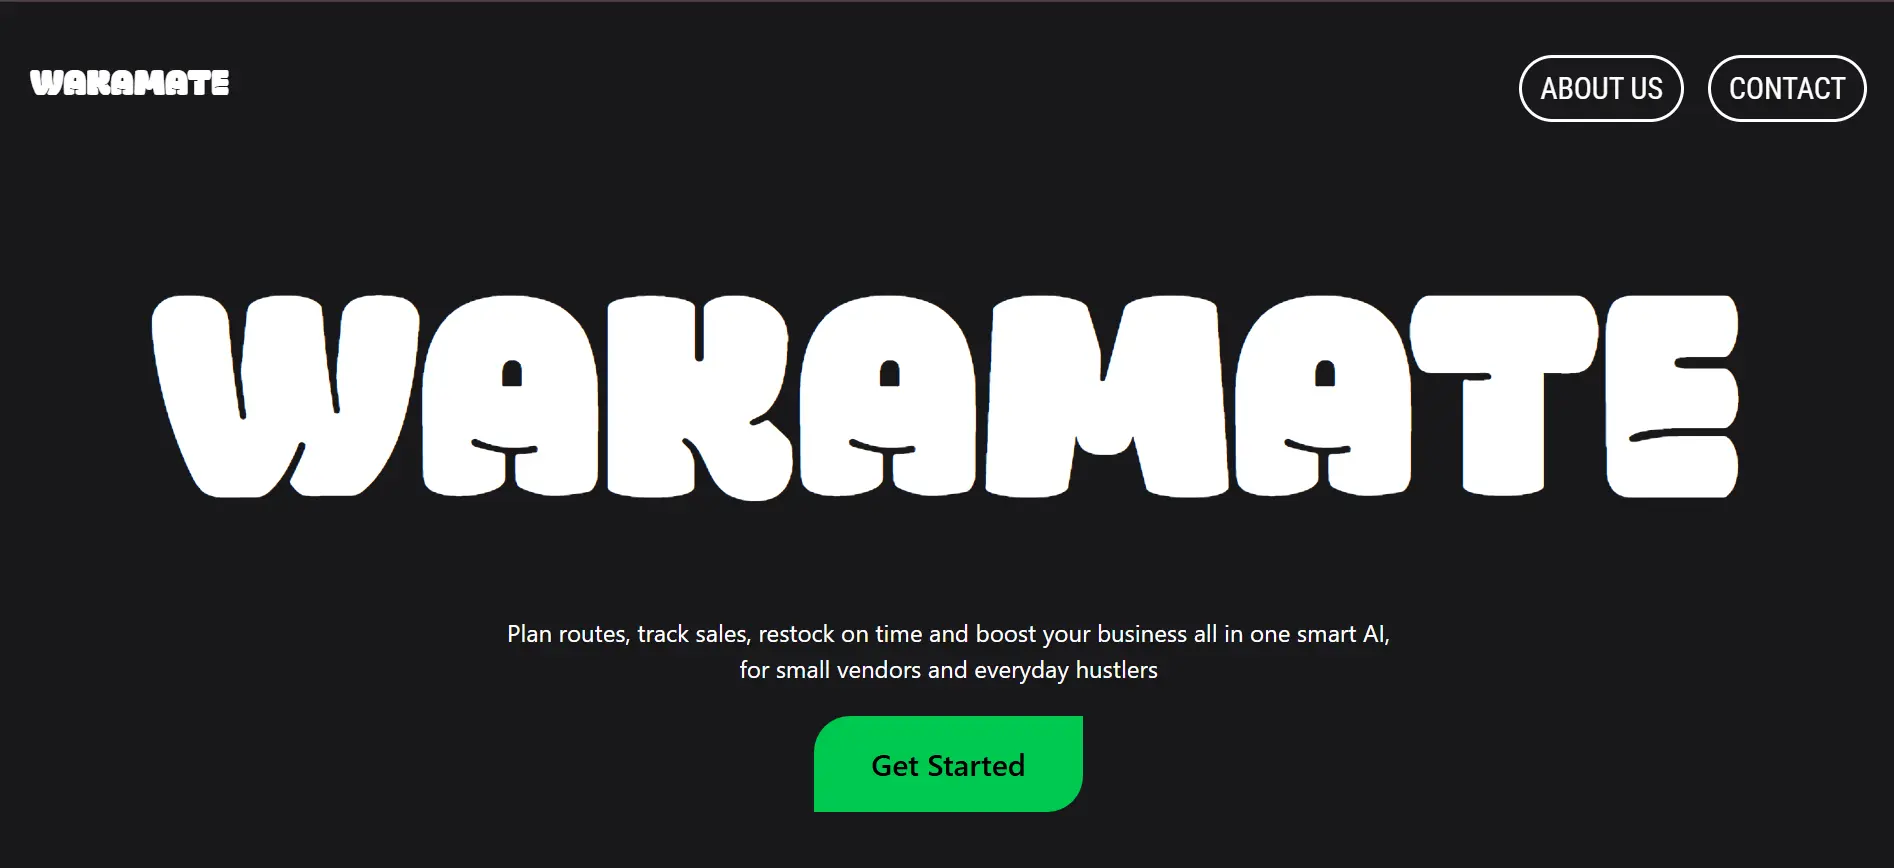 WAKAMATE
ABOUT US
CONTACT
WAKAMATE
Plan routes, track sales, restock on time and boost your business all in one smart AI,
for small vendors and everyday hustlers
Get Started